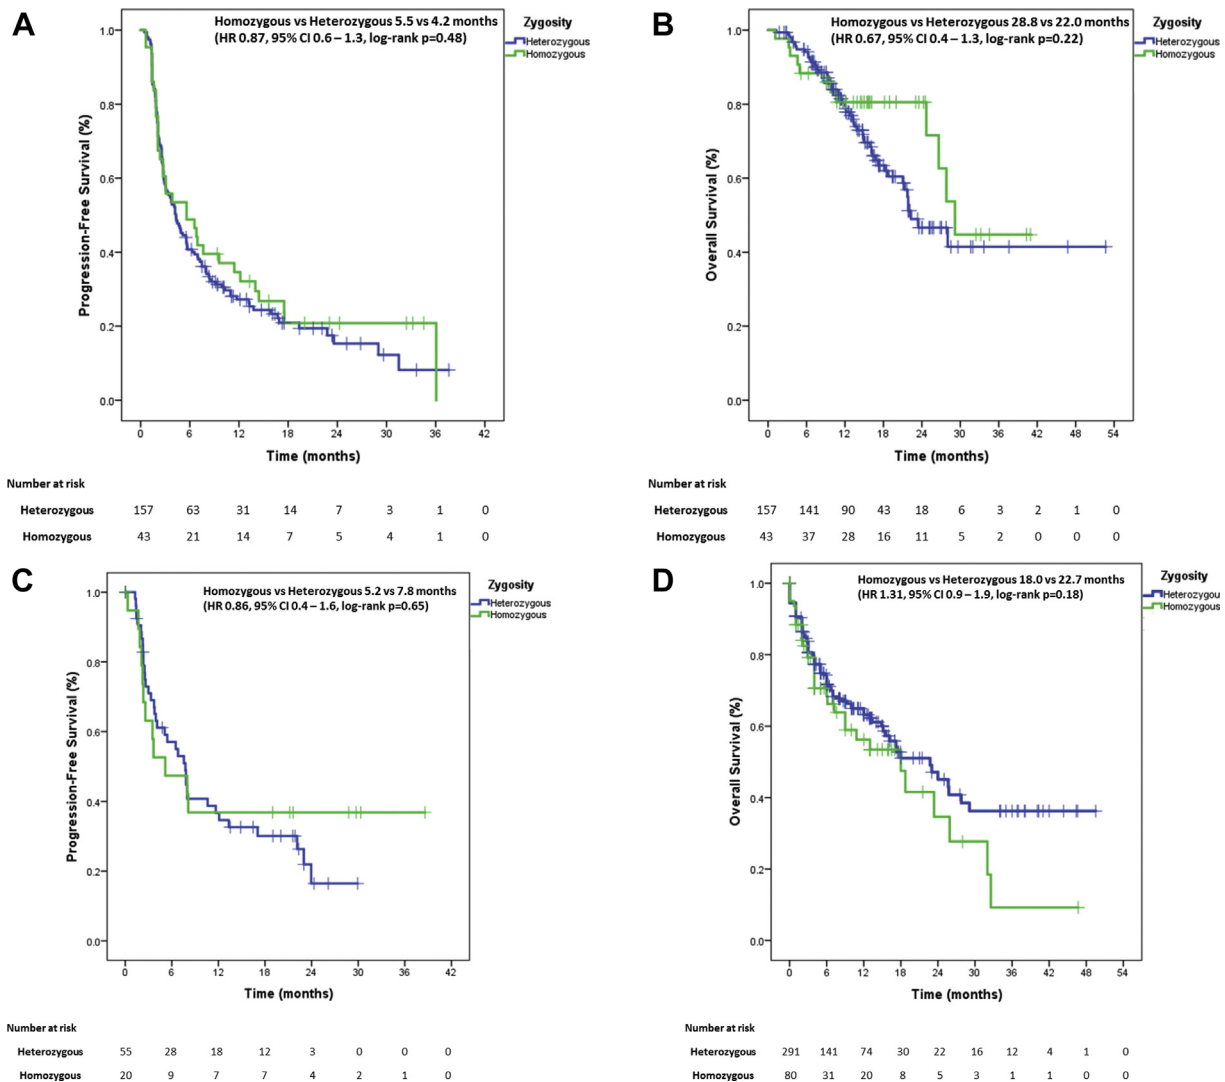 A
Homozygous vs Heterozygous 5.5 vs 4.2 months
(HR 0.87, 95% CI 0.6 – 1.3, log-rank p=0.48)
Zygosity
Heterozygous
Homozygous
Progression-Free Survival (%)
1.0
0.8
0.6
0.4
0.2
0.0
0 6 12 18 24 30 36 42
Time (months)
Number at risk
Heterozygous 157 63 31 14 7 3 1 0
Homozygous 43 21 14 7 5 4 1 0
B
Homozygous vs Heterozygous 28.8 vs 22.0 months
(HR 0.67, 95% CI 0.4 – 1.3, log-rank p=0.22)
Zygosity
Heterozygous
Homozygous
Overall Survival (%)
1.0
0.8
0.6
0.4
0.2
0.0
0 6 12 18 24 30 36 42 48 54
Time (months)
Number at risk
Heterozygous 157 141 90 43 18 6 3 2 1 0
Homozygous 43 37 28 16 11 5 2 0 0 0
C
Homozygous vs Heterozygous 5.2 vs 7.8 months
(HR 0.86, 95% CI 0.4 – 1.6, log-rank p=0.65)
Zygosity
Heterozygous
Homozygous
Progression-Free Survival (%)
1.0
0.8
0.6
0.4
0.2
0.0
0 6 12 18 24 30 36 42
Time (months)
Number at risk
Heterozygous 55 28 18 12 3 0 0 0
Homozygous 20 9 7 7 4 2 1 0
D
Homozygous vs Heterozygous 18.0 vs 22.7 months
(HR 1.31, 95% CI 0.9 – 1.9, log-rank p=0.18)
Zygosity
Heterozygou
Homozygous
Overall Survival (%)
1.0
0.8
0.6
0.4
0.2
0.0
0 6 12 18 24 30 36 42 48 54
Time (months)
Number at risk
Heterozygous 291 141 74 30 22 16 12 4 1 0
Homozygous 80 31 20 8 5 3 1 1 0 0